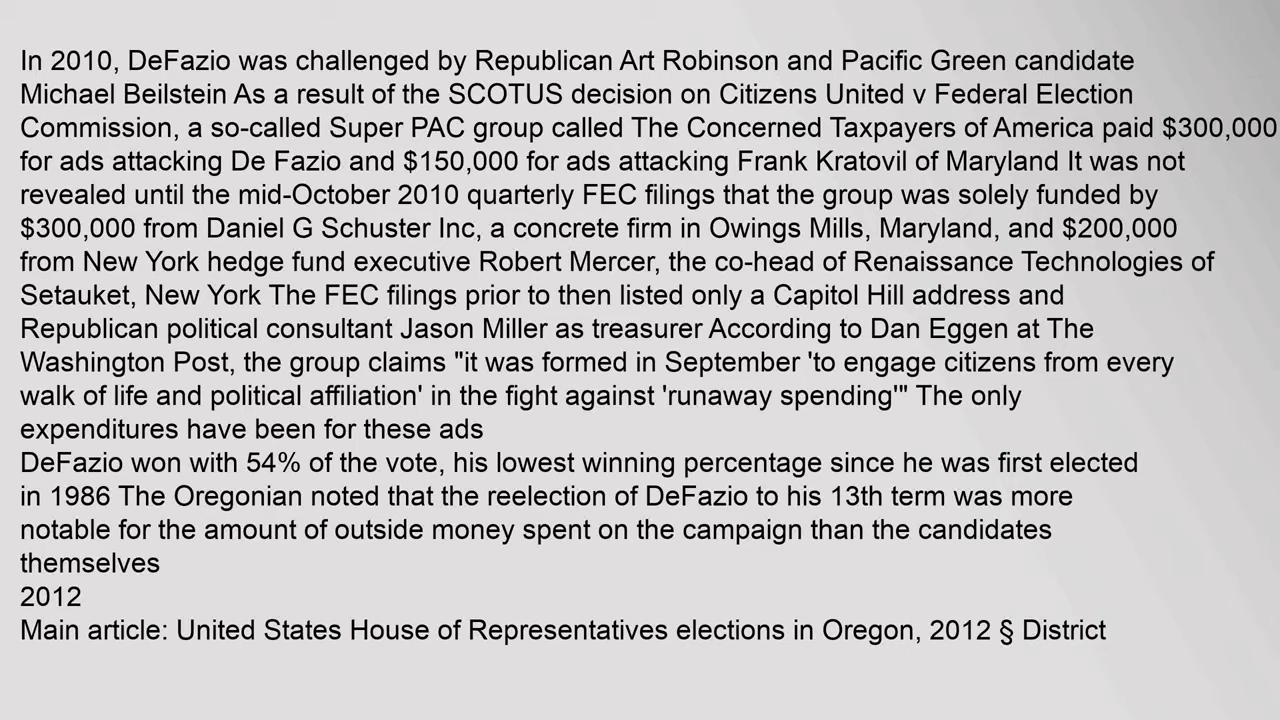 In 2010, DeFazio was challenged by Republican Art Robinson and Pacific Green candidate
Michael Beilstein As a result of the SCOTUS decision on Citizens United v Federal Election
Commission, a so-called Super PAC group called The Concerned Taxpayers of America paid $300,000
for ads attacking De Fazio and $150,000 for ads attacking Frank Kratovil of Maryland It was not
revealed until the mid-October 2010 quarterly FEC filings that the group was solely funded by
$300,000 from Daniel G Schuster Inc, a concrete firm in Owings Mills, Maryland, and $200,000
from New York hedge fund executive Robert Mercer, the co-head of Renaissance Technologies of
Setauket, New York The FEC filings prior to then listed only a Capitol Hill address and
Republican political consultant Jason Miller as treasurer According to Dan Eggen at The
Washington Post, the group claims "it was formed in September 'to engage citizens from every
walk of life and political affiliation' in the fight against 'runaway spending'" The only
expenditures have been for these ads
DeFazio won with 54% of the vote, his lowest winning percentage since he was first elected
in 1986 The Oregonian noted that the reelection of DeFazio to his 13th term was more
notable for the amount of outside money spent on the campaign than the candidates
themselves
2012
Main article: United States House of Representatives elections in Oregon, 2012 § District